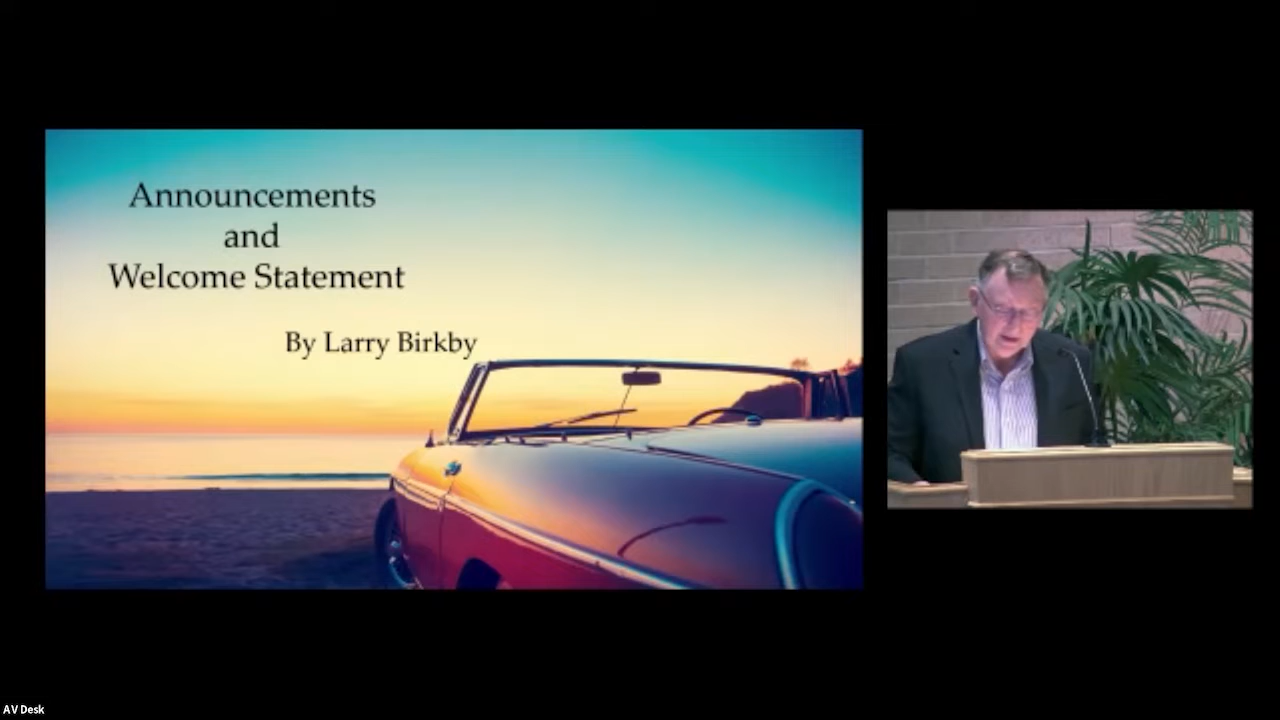 Announcements
and
Welcome Statement
By Larry Birkby
AV Desk